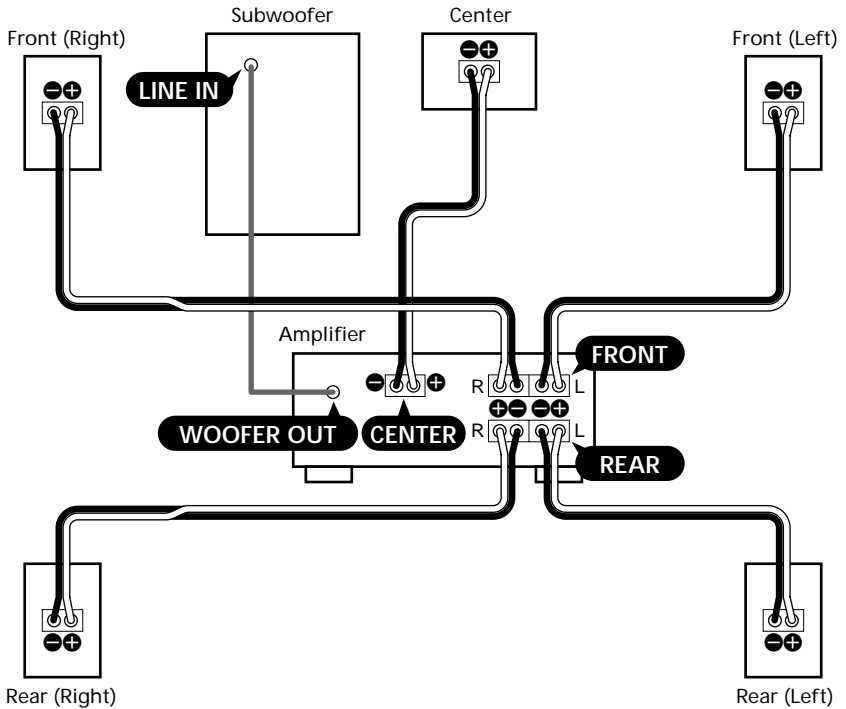 Subwoofer
Center
Front (Right)
Front (Left)
− +
− +
− +
LINE IN
Amplifier
FRONT
− +
R L
+ − − +
R L
WOOFER OUT
CENTER
REAR
− +
− +
Rear (Right)
Rear (Left)